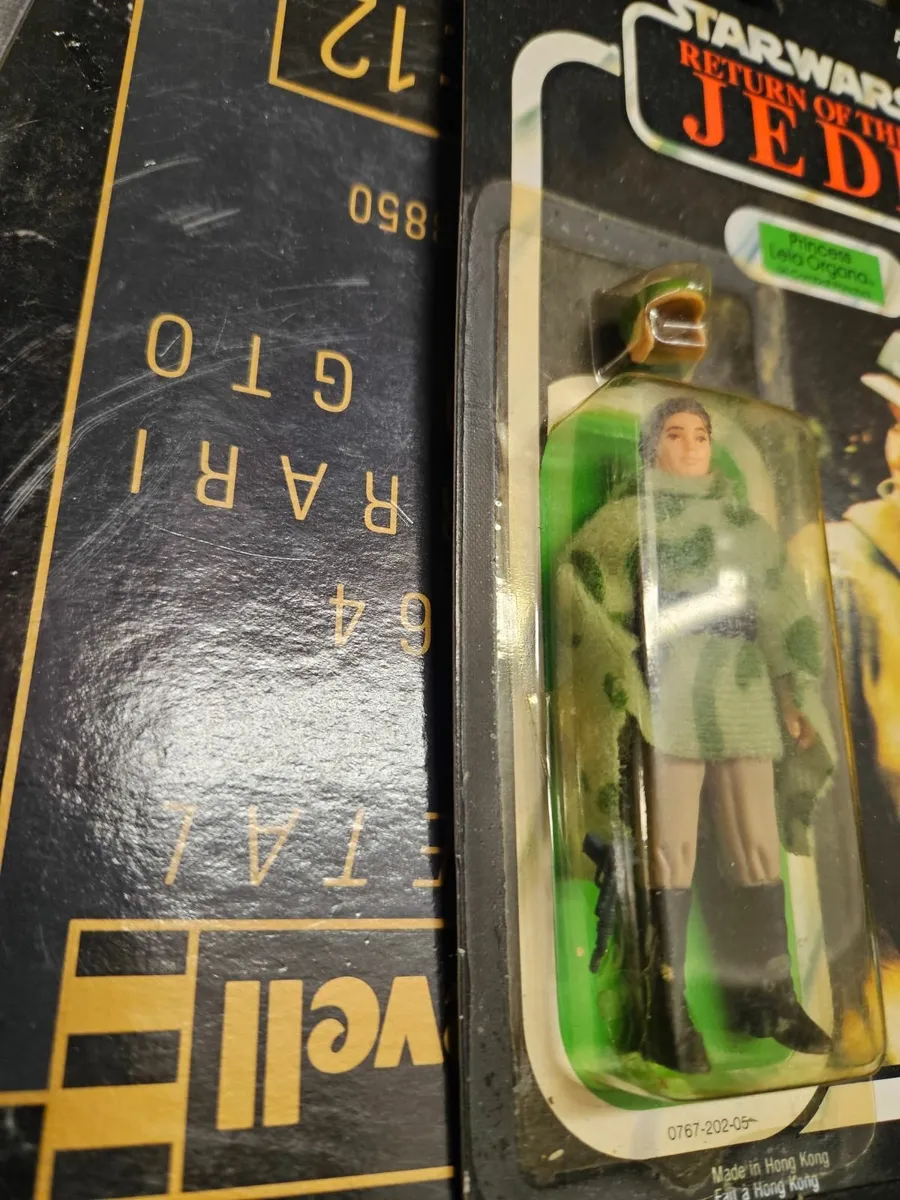 STAR WARS
RETURN OF THE
JEDI
Princess
Leia Organa
0767-202-05
Made in Hong Kong
Fait à Hong Kong
vell
ETAL
64
RARI
GTO
850
12